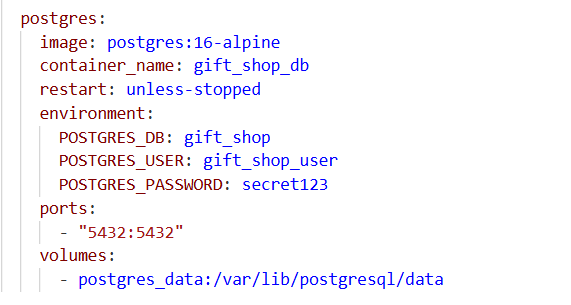 postgres:
  image: postgres:16-alpine
  container_name: gift_shop_db
  restart: unless-stopped
  environment:
    POSTGRES_DB: gift_shop
    POSTGRES_USER: gift_shop_user
    POSTGRES_PASSWORD: secret123
  ports:
    - "5432:5432"
  volumes:
    - postgres_data:/var/lib/postgresql/data